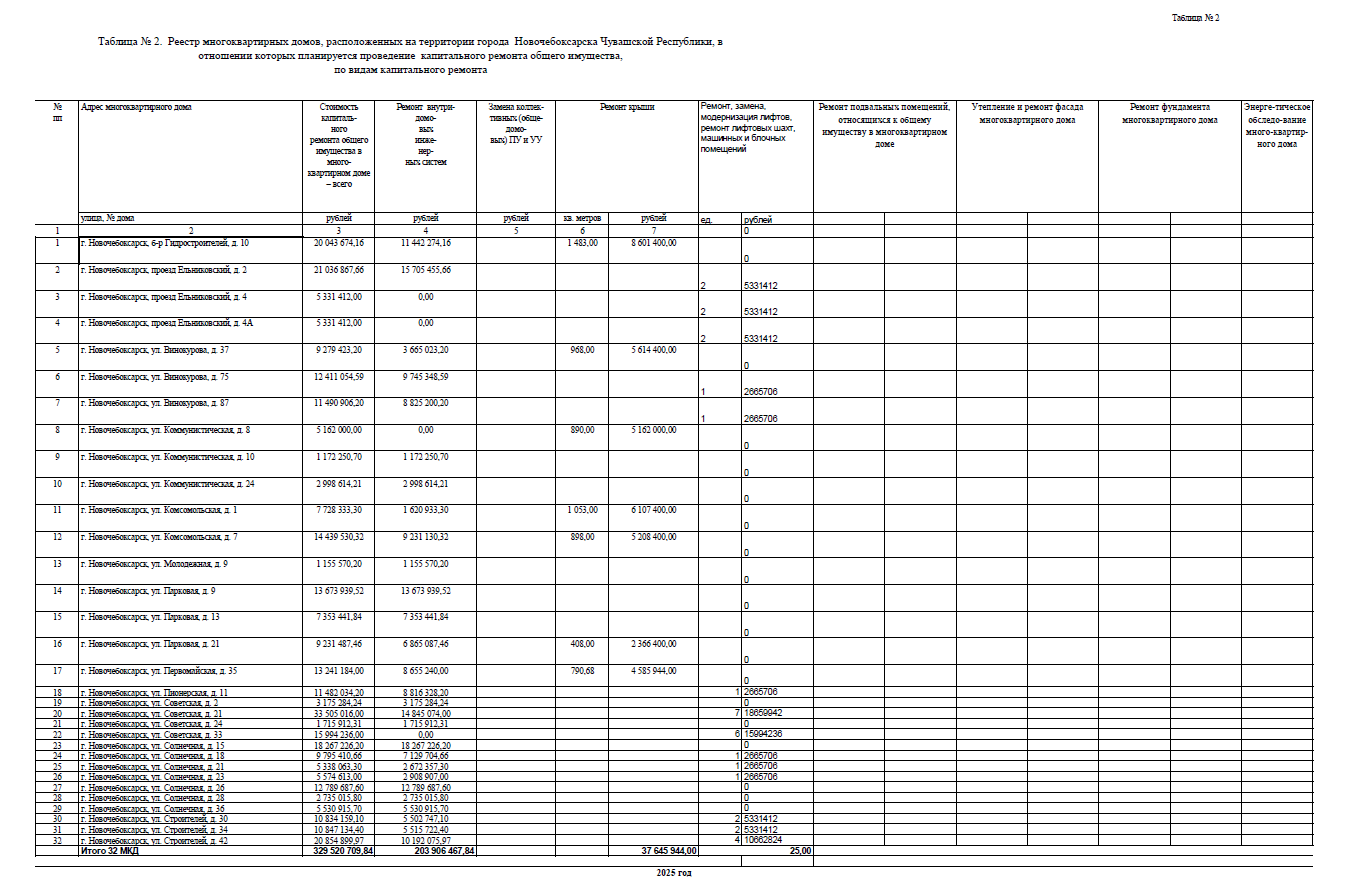 Таблица № 2
Таблица № 2. Реестр многоквартирных домов, расположенных на территории города Новочебоксарска Чувашской Республики, в
отношении которых планируется проведение капитального ремонта общего имущества,
по видам капитального ремонта
№ пп Адрес многоквартирного дома Стоимость капиталь-ного ремонта общего имущества в много-квартирном доме – всего Ремонт внутри-домо-вых инже-нер-ных систем Замена коллек-тивных (обще-домо-вых) ПУ и УУ Ремонт крыши Ремонт, замена, модернизация лифтов, ремонт лифтовых шахт, машинных и блочных помещений Ремонт подвальных помещений, относящихся к общему имуществу в многоквартирном доме Утепление и ремонт фасада многоквартирного дома Ремонт фундамента многоквартирного дома Энерге-тическое обследо-вание много-квартир-ного дома
улица, № дома рублей рублей рублей кв. метров рублей ед. рублей
1 2 3 4 5 6 7 0
1 г. Новочебоксарск, б-р Гидростроителей, д. 10 20 043 674,16 11 442 274,16 1 483,00 8 601 400,00 0
2 г. Новочебоксарск, проезд Ельниковский, д. 2 21 036 867,66 15 705 455,66 2 5331412
3 г. Новочебоксарск, проезд Ельниковский, д. 4 5 331 412,00 0,00 2 5331412
4 г. Новочебоксарск, проезд Ельниковский, д. 4А 5 331 412,00 0,00 2 5331412
5 г. Новочебоксарск, ул. Винокурова, д. 37 9 279 423,20 3 665 023,20 968,00 5 614 400,00 0
6 г. Новочебоксарск, ул. Винокурова, д. 75 12 411 054,59 9 745 348,59 1 2665706
7 г. Новочебоксарск, ул. Винокурова, д. 87 11 490 906,20 8 825 200,20 1 2665706
8 г. Новочебоксарск, ул. Коммунистическая, д. 8 5 162 000,00 0,00 890,00 5 162 000,00 0
9 г. Новочебоксарск, ул. Коммунистическая, д. 10 1 172 250,70 1 172 250,70 0
10 г. Новочебоксарск, ул. Коммунистическая, д. 24 2 998 614,21 2 998 614,21 0
11 г. Новочебоксарск, ул. Комсомольская, д. 1 7 728 333,30 1 620 933,30 1 053,00 6 107 400,00 0
12 г. Новочебоксарск, ул. Комсомольская, д. 7 14 439 530,32 9 231 130,32 898,00 5 208 400,00 0
13 г. Новочебоксарск, ул. Молодежная, д. 9 1 155 570,20 1 155 570,20 0
14 г. Новочебоксарск, ул. Парковая, д. 9 13 673 939,52 13 673 939,52 0
15 г. Новочебоксарск, ул. Парковая, д. 13 7 353 441,84 7 353 441,84 0
16 г. Новочебоксарск, ул. Парковая, д. 21 9 231 487,46 6 865 087,46 408,00 2 366 400,00 0
17 г. Новочебоксарск, ул. Первомайская, д. 35 13 241 184,00 8 655 240,00 790,68 4 585 944,00 0
18 г. Новочебоксарск, ул. Пионерская, д. 11 11 482 034,20 8 816 328,20 1 2665706
19 г. Новочебоксарск, ул. Советская, д. 2 3 175 284,24 3 175 284,24 0
20 г. Новочебоксарск, ул. Советская, д. 21 33 505 016,00 14 845 074,00 7 18659942
21 г. Новочебоксарск, ул. Советская, д. 24 1 715 912,31 1 715 912,31 0
22 г. Новочебоксарск, ул. Советская, д. 33 15 994 236,00 0,00 6 15994236
23 г. Новочебоксарск, ул. Солнечная, д. 15 18 267 226,20 18 267 226,20 0
24 г. Новочебоксарск, ул. Солнечная, д. 18 9 795 410,66 7 129 704,66 1 2665706
25 г. Новочебоксарск, ул. Солнечная, д. 21 5 338 063,30 2 672 357,30 1 2665706
26 г. Новочебоксарск, ул. Солнечная, д. 23 5 574 613,00 2 908 907,00 1 2665706
27 г. Новочебоксарск, ул. Солнечная, д. 26 12 789 687,60 12 789 687,60 0
28 г. Новочебоксарск, ул. Солнечная, д. 28 2 735 015,80 2 735 015,80 0
29 г. Новочебоксарск, ул. Солнечная, д. 36 5 530 915,70 5 530 915,70 0
30 г. Новочебоксарск, ул. Строителей, д. 30 10 834 159,10 5 502 747,10 2 5331412
31 г. Новочебоксарск, ул. Строителей, д. 34 10 847 134,40 5 515 722,40 2 5331412
32 г. Новочебоксарск, ул. Строителей, д. 42 20 854 899,97 10 192 075,97 4 10662824
Итого 32 МКД 329 520 709,84 203 906 467,84 37 645 944,00 25,00
2025 год